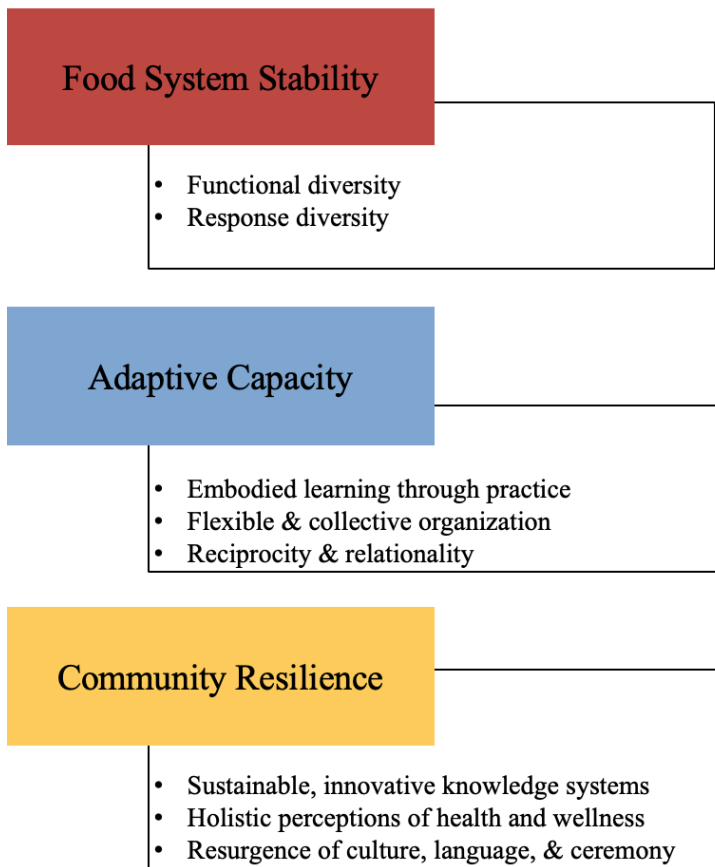 Food System Stability
• Functional diversity
• Response diversity
Adaptive Capacity
• Embodied learning through practice
• Flexible & collective organization
• Reciprocity & relationality
Community Resilience
• Sustainable, innovative knowledge systems
• Holistic perceptions of health and wellness
• Resurgence of culture, language, & ceremony